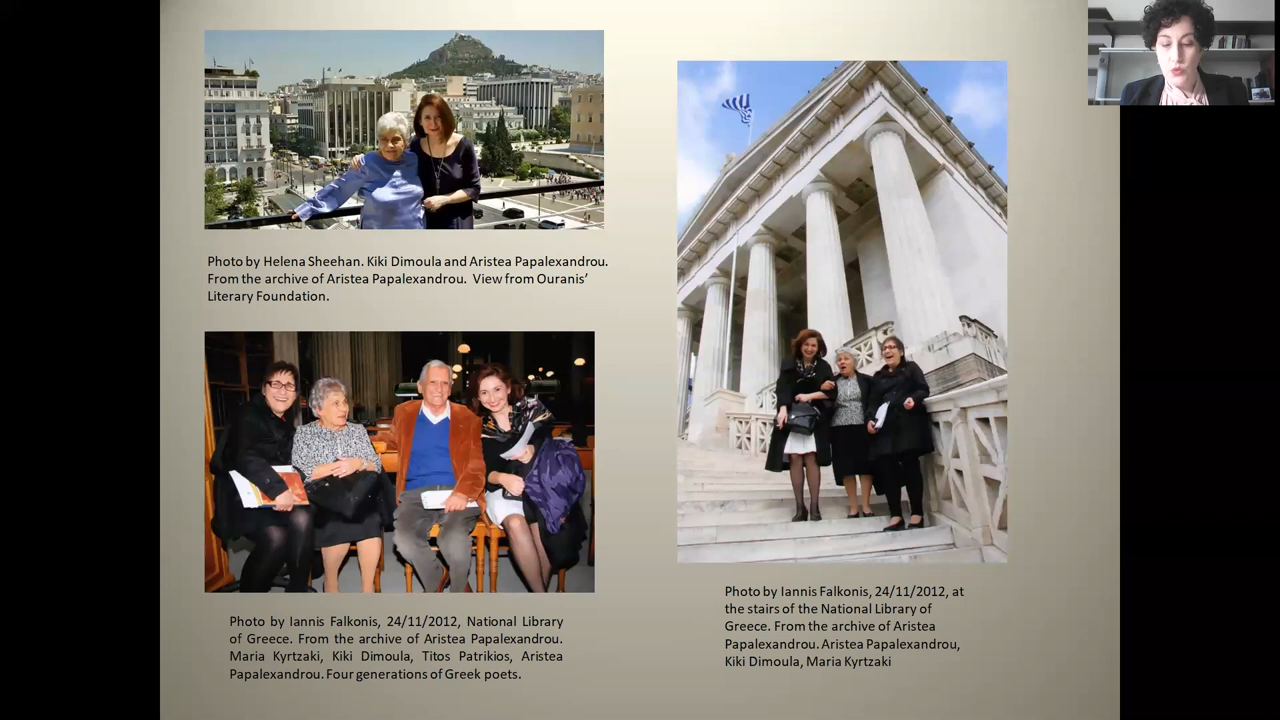 Photo by Helena Sheehan. Kiki Dimoula and Aristea Papalexandrou.
From the archive of Aristea Papalexandrou. View from Ouranis’
Literary Foundation.
Photo by Iannis Falkonis, 24/11/2012, National Library
of Greece. From the archive of Aristea Papalexandrou.
Maria Kyrtzaki, Kiki Dimoula, Titos Patrikios, Aristea
Papalexandrou. Four generations of Greek poets.
Photo by Iannis Falkonis, 24/11/2012, at
the stairs of the National Library of
Greece. From the archive of Aristea
Papalexandrou. Aristea Papalexandrou,
Kiki Dimoula, Maria Kyrtzaki